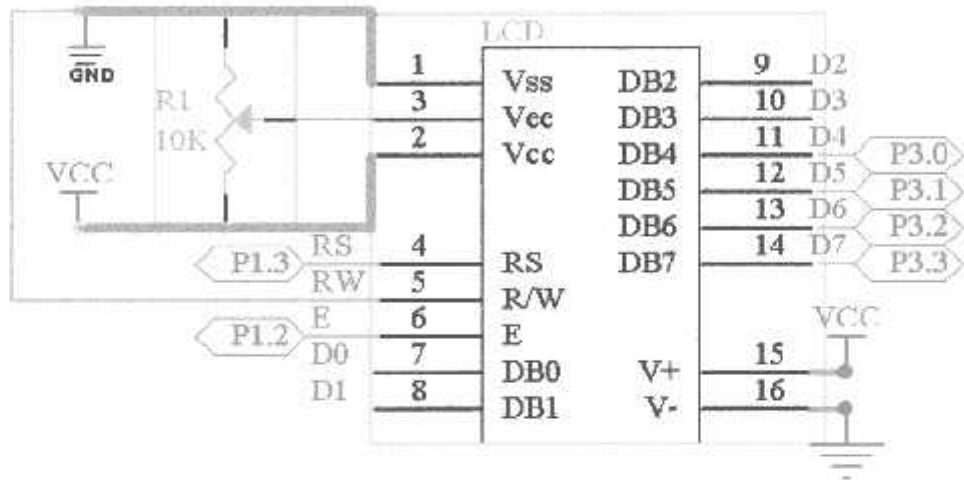 LCD
GND
R1
10K
VCC
1 Vss
3 Vee
2 Vcc
P1.3 RS 4 RS
RW 5 R/W
P1.2 E 6 E
D0 7 DB0
D1 8 DB1
DB2 9 D2
DB3 10 D3
DB4 11 D4 P3.0
DB5 12 D5 P3.1
DB6 13 D6 P3.2
DB7 14 D7 P3.3
VCC
V+ 15
V- 16